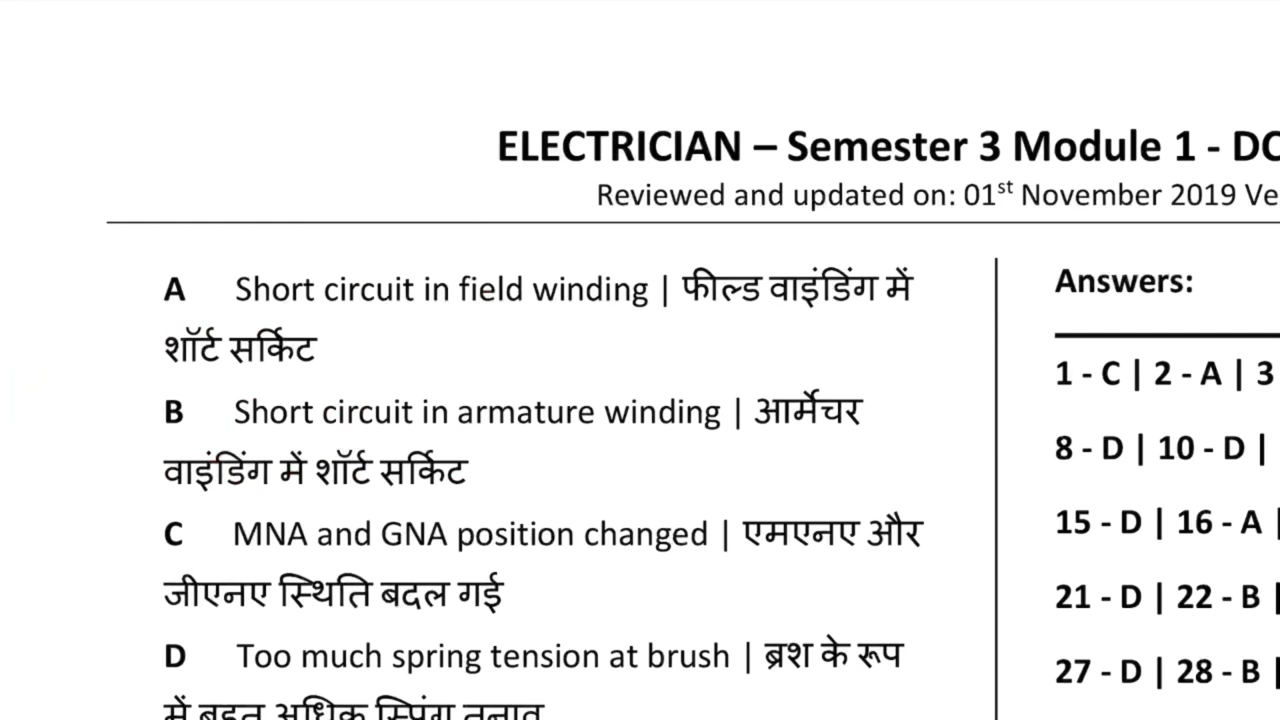 ELECTRICIAN – Semester 3 Module 1 - DC
Reviewed and updated on: 01st November 2019 Ve
A Short circuit in field winding | फील्ड वाइंडिंग में
शॉर्ट सर्किट
B Short circuit in armature winding | आर्मेचर
वाइंडिंग में शॉर्ट सर्किट
C MNA and GNA position changed | एमएनए और
जीएनए स्थिति बदल गई
D Too much spring tension at brush | ब्रश के रूप
में बहुत अधिक स्प्रिंग तनाव
Answers:
1 - C | 2 - A | 3
8 - D | 10 - D |
15 - D | 16 - A |
21 - D | 22 - B |
27 - D | 28 - B |